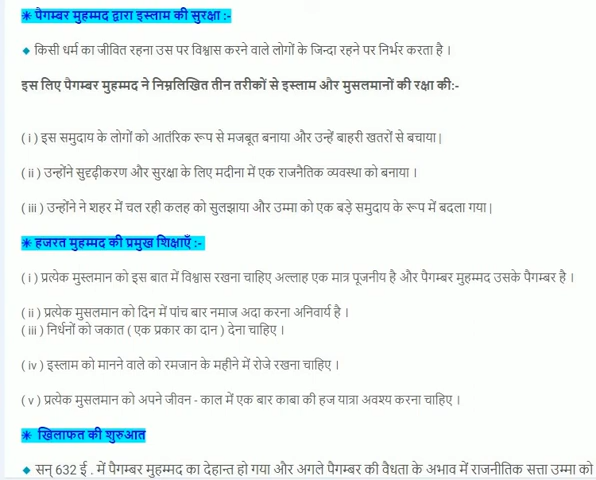 ✳ पैगम्बर मुहम्मद द्वारा इस्लाम की सुरक्षा :-
◆ किसी धर्म का जीवित रहना उस पर विश्वास करने वाले लोगों के जिन्दा रहने पर निर्भर करता है ।
इस लिए पैगम्बर मुहम्मद ने निम्नलिखित तीन तरीकों से इस्लाम और मुसलमानों की रक्षा की:-
( i ) इस समुदाय के लोगों को आतंरिक रूप से मजबूत बनाया और उन्हें बाहरी खतरों से बचाया|
( ii ) उन्होंने सुदृढ़ीकरण और सुरक्षा के लिए मदीना में एक राजनैतिक व्यवस्था को बनाया ।
( iii ) उन्होंने ने शहर में चल रही कलह को सुलझाया और उम्मा को एक बड़े समुदाय के रूप में बदला गया|
✳ हजरत मुहम्मद की प्रमुख शिक्षाएँ :-
( i ) प्रत्येक मुस्लमान को इस बात में विश्वास रखना चाहिए अल्लाह एक मात्र पूजनीय है और पैगम्बर मुहम्मद उसके पैगम्बर है ।
( ii ) प्रत्येक मुसलमान को दिन में पांच बार नमाज अदा करना अनिवार्य है ।
( iii ) निर्धनों को जकात ( एक प्रकार का दान ) देना चाहिए ।
( iv ) इस्लाम को मानने वाले को रमजान के महीने में रोजे रखना चाहिए ।
( v ) प्रत्येक मुसलमान को अपने जीवन - काल में एक बार काबा की हज यात्रा अवश्य करना चाहिए ।
✳ खिलाफत की शुरुआत
◆ सन् 632 ई . में पैगम्बर मुहम्मद का देहान्त हो गया और अगले पैगम्बर की वैधता के अभाव में राजनीतिक सत्ता उम्मा को